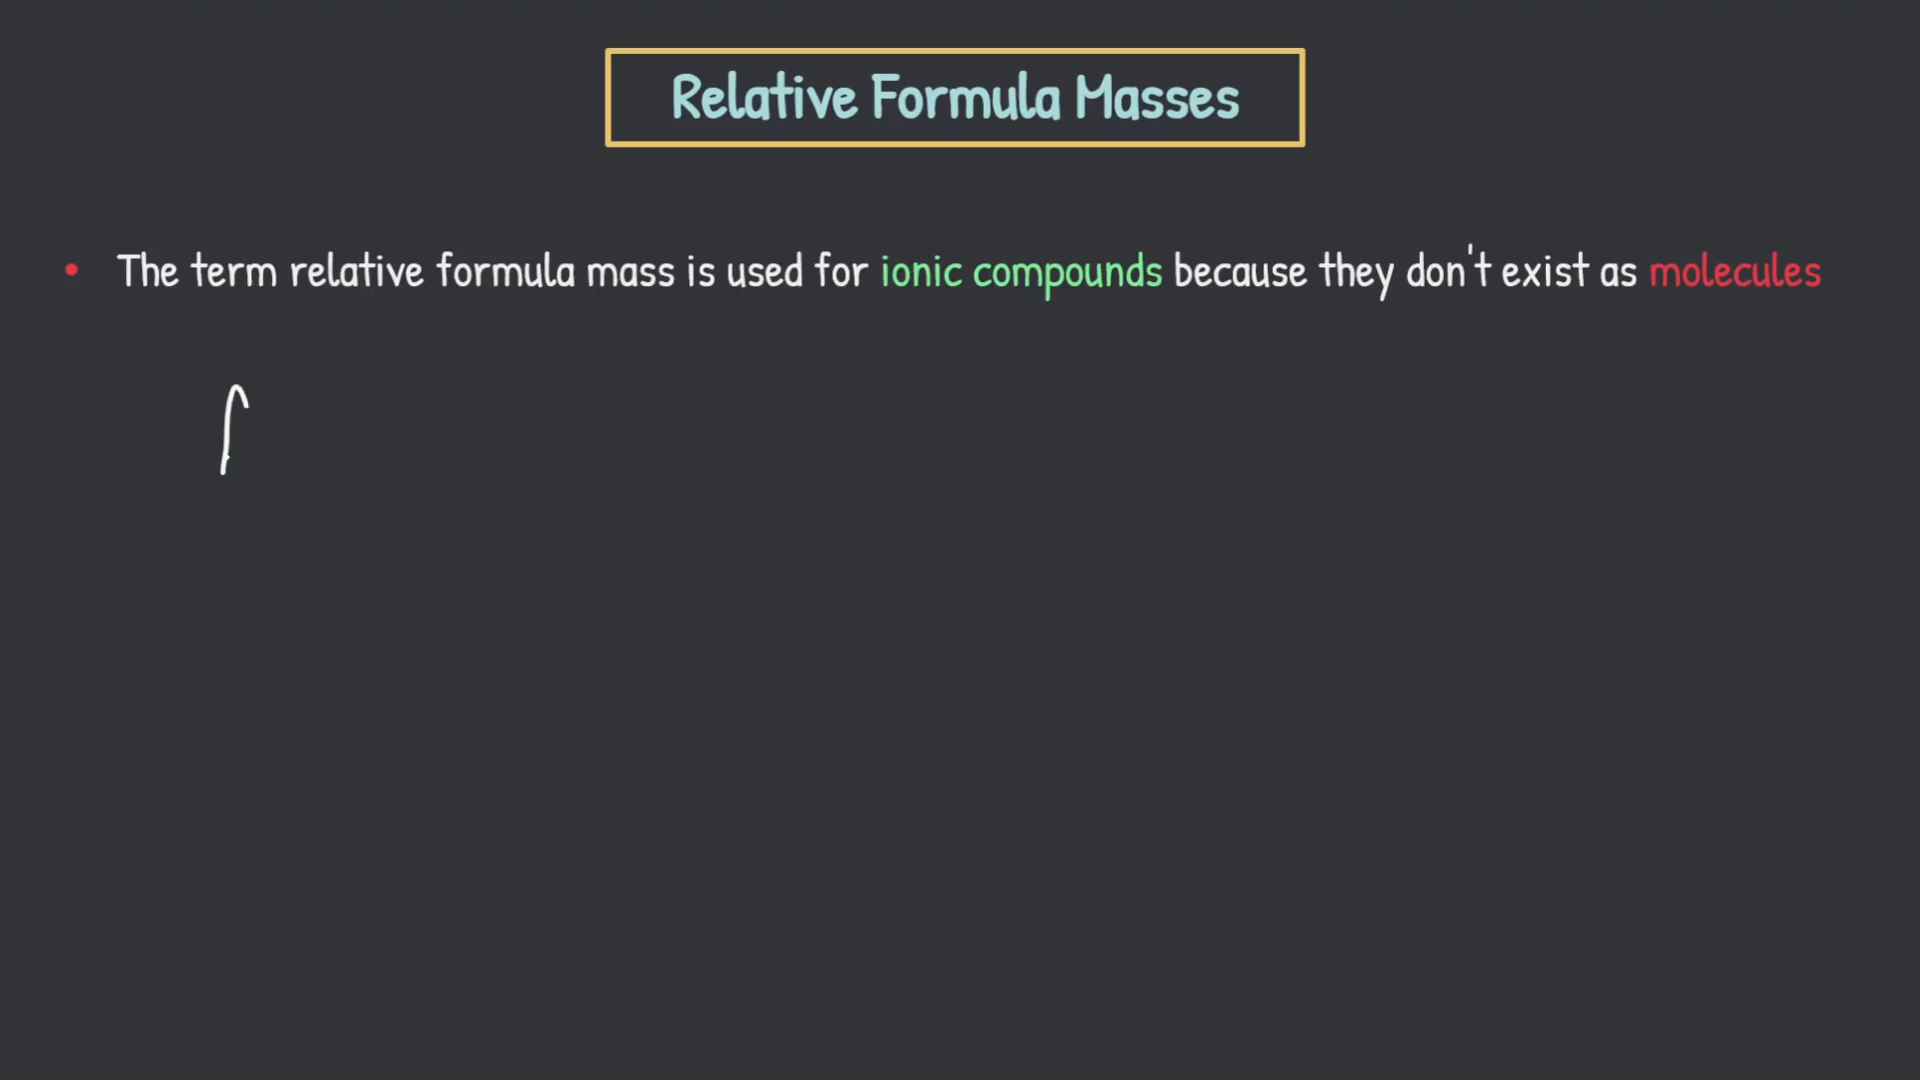 Relative Formula Masses
• The term relative formula mass is used for ionic compounds because they don't exist as molecules